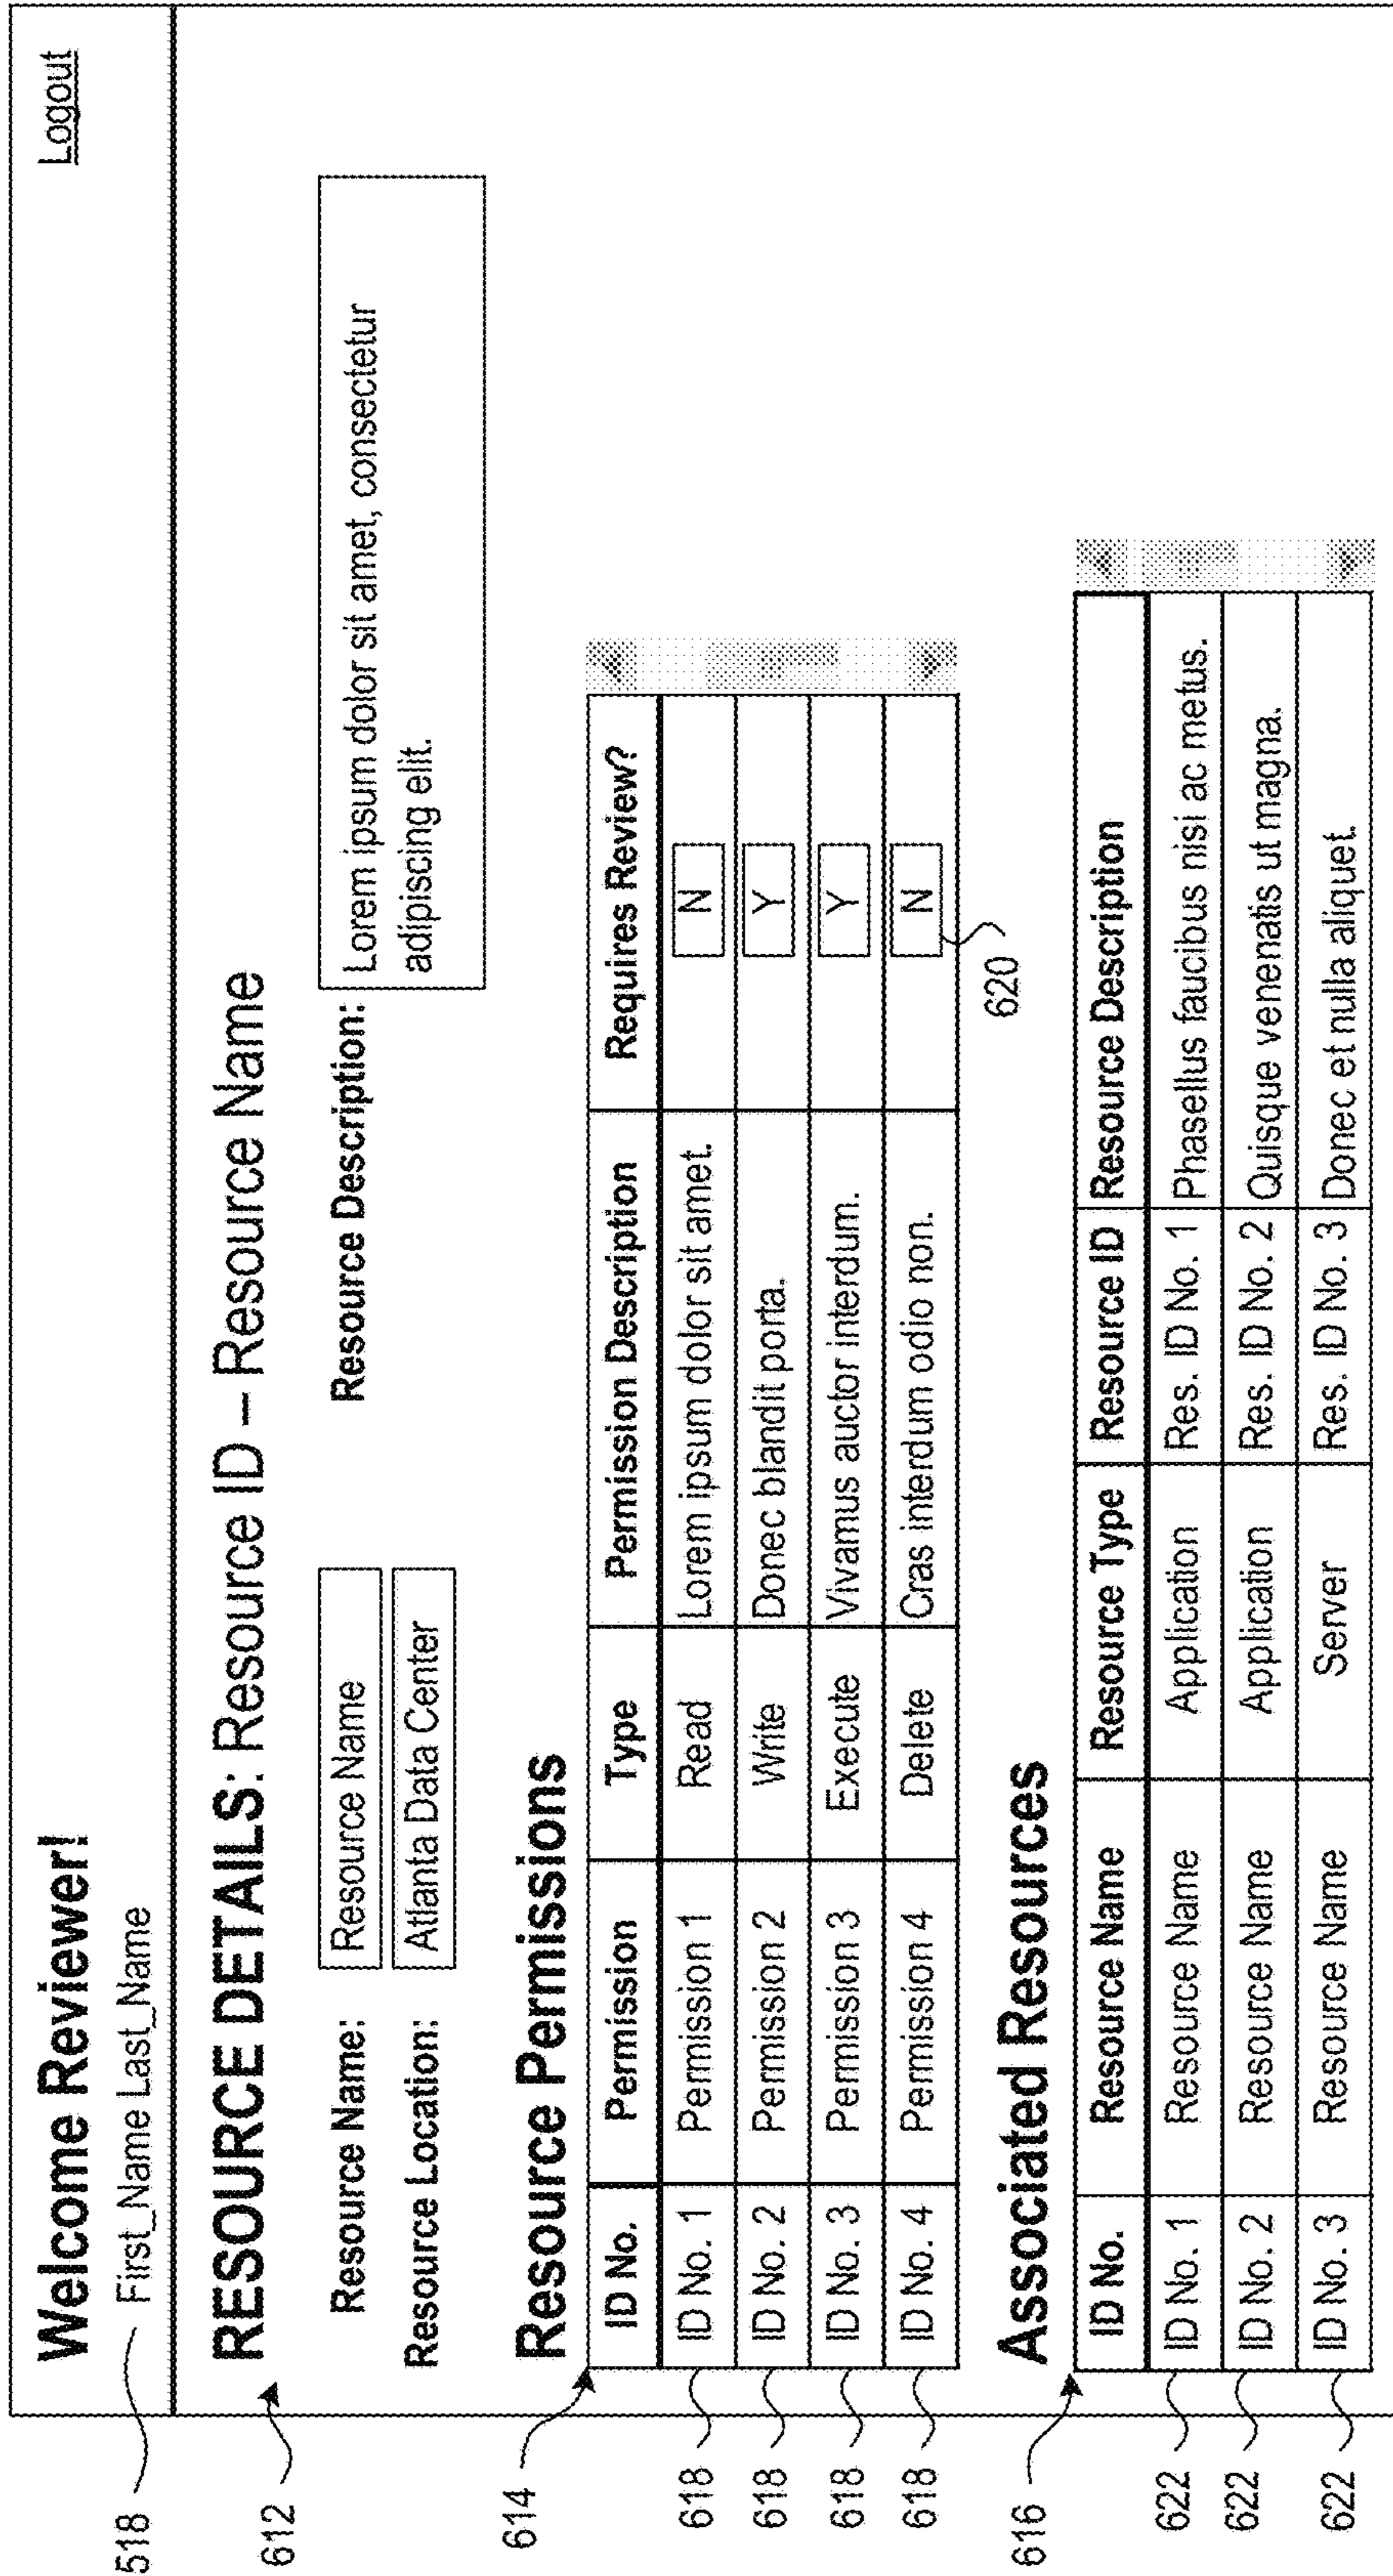 Welcome Reviewer! Logout
518 First_Name Last_Name
612 RESOURCE DETAILS: Resource ID – Resource Name
Resource Name: Resource Name Resource Description: Lorem ipsum dolor sit amet, consectetur
adipiscing elit.
Resource Location: Atlanta Data Center
614 Resource Permissions
ID No. Permission Type Permission Description Requires Review?
618 ID No. 1 Permission 1 Read Lorem ipsum dolor sit amet. N
618 ID No. 2 Permission 2 Write Donec blandit porta. Y
618 ID No. 3 Permission 3 Execute Vivamus auctor interdum. Y
618 ID No. 4 Permission 4 Delete Cras interdum odio non. N
620
616 Associated Resources
ID No. Resource Name Resource Type Resource ID Resource Description
622 ID No. 1 Resource Name Application Res. ID No. 1 Phasellus faucibus nisi ac metus.
622 ID No. 2 Resource Name Application Res. ID No. 2 Quisque venenatis ut magna.
622 ID No. 3 Resource Name Server Res. ID No. 3 Donec et nulla aliquet.